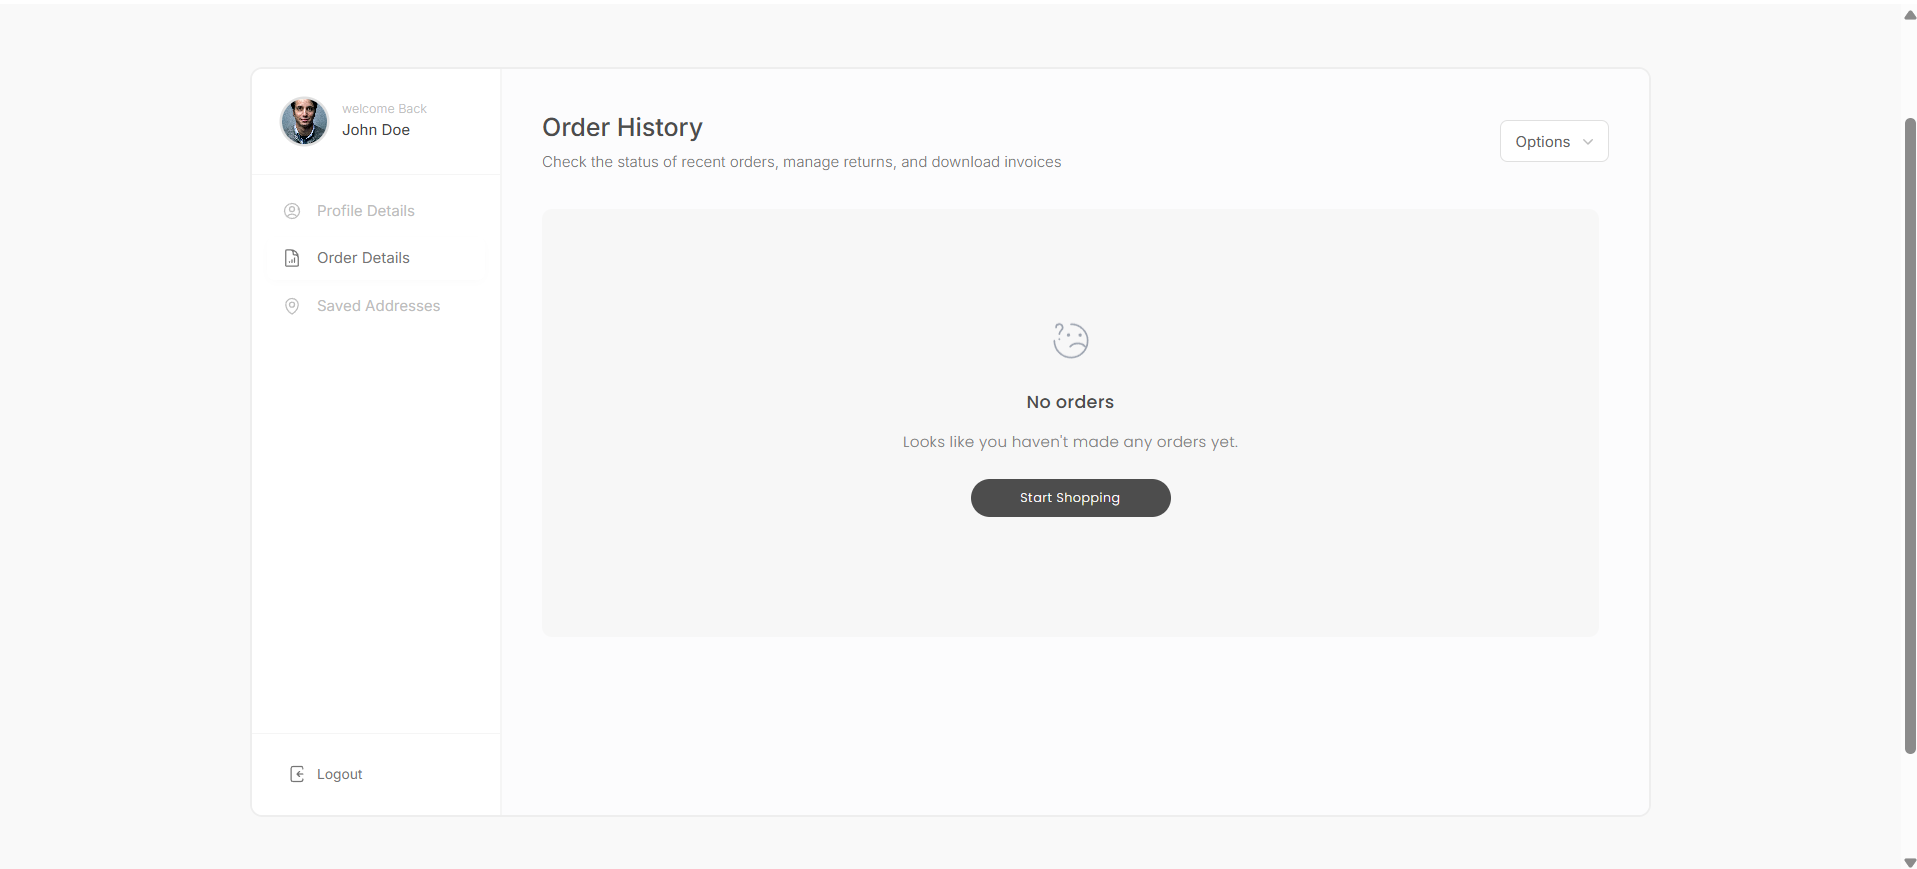 welcome Back
John Doe
Profile Details
Order Details
Saved Addresses
Logout
Order History
Check the status of recent orders, manage returns, and download invoices
Options
No orders
Looks like you haven't made any orders yet.
Start Shopping